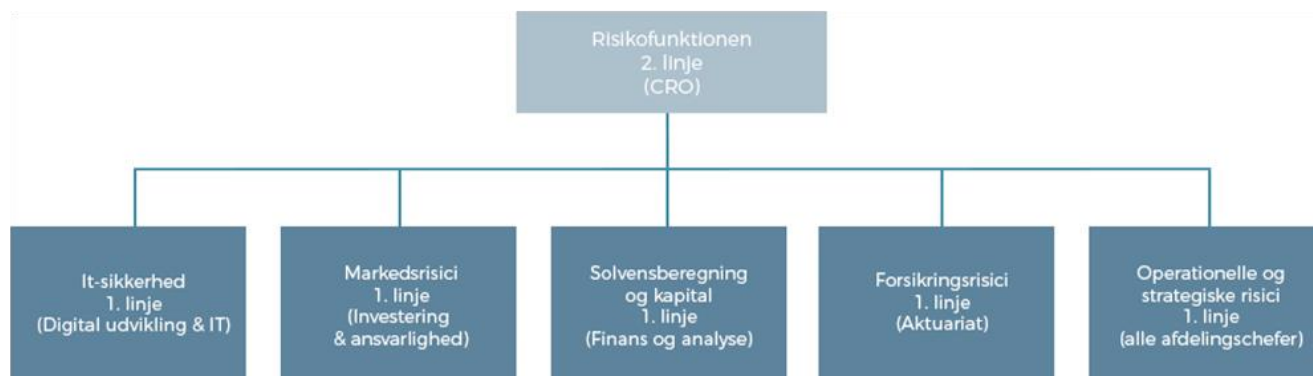 Risikofunktionen
2. linje
(CRO)
It-sikkerhed
1. linje
(Digital udvikling & IT)
Markedsrisici
1. linje
(Investering
& ansvarlighed)
Solvensberegning
og kapital
1. linje
(Finans og analyse)
Forsikringsrisici
1. linje
(Aktuariat)
Operationelle og
strategiske risici
1. linje
(alle afdelingschefer)